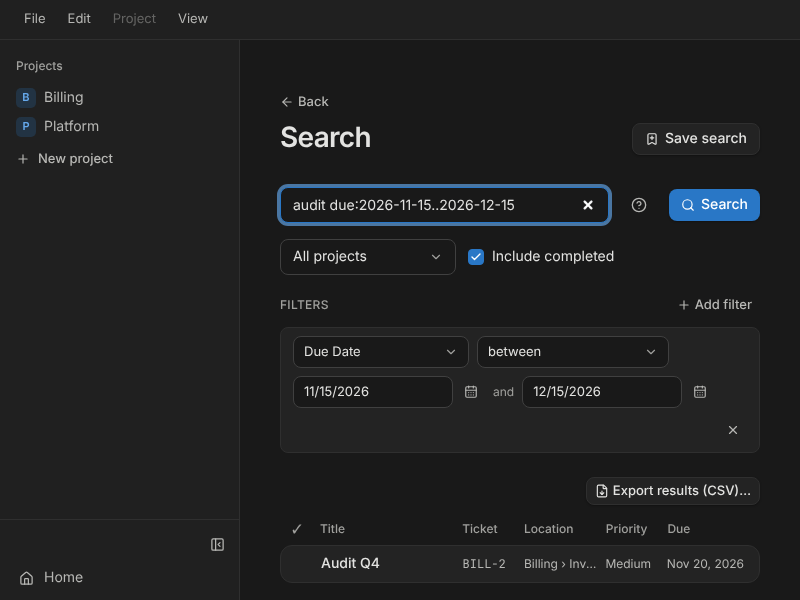 File Edit Project View
Projects
B Billing
P Platform
New project
Home
Back
Search
Save search
audit due:2026-11-15..2026-12-15
Search
All projects
Include completed
FILTERS
Add filter
Due Date between
11/15/2026 and 12/15/2026
Export results (CSV)...
✓ Title Ticket Location Priority Due
Audit Q4 BILL-2 Billing › Inv... Medium Nov 20, 2026